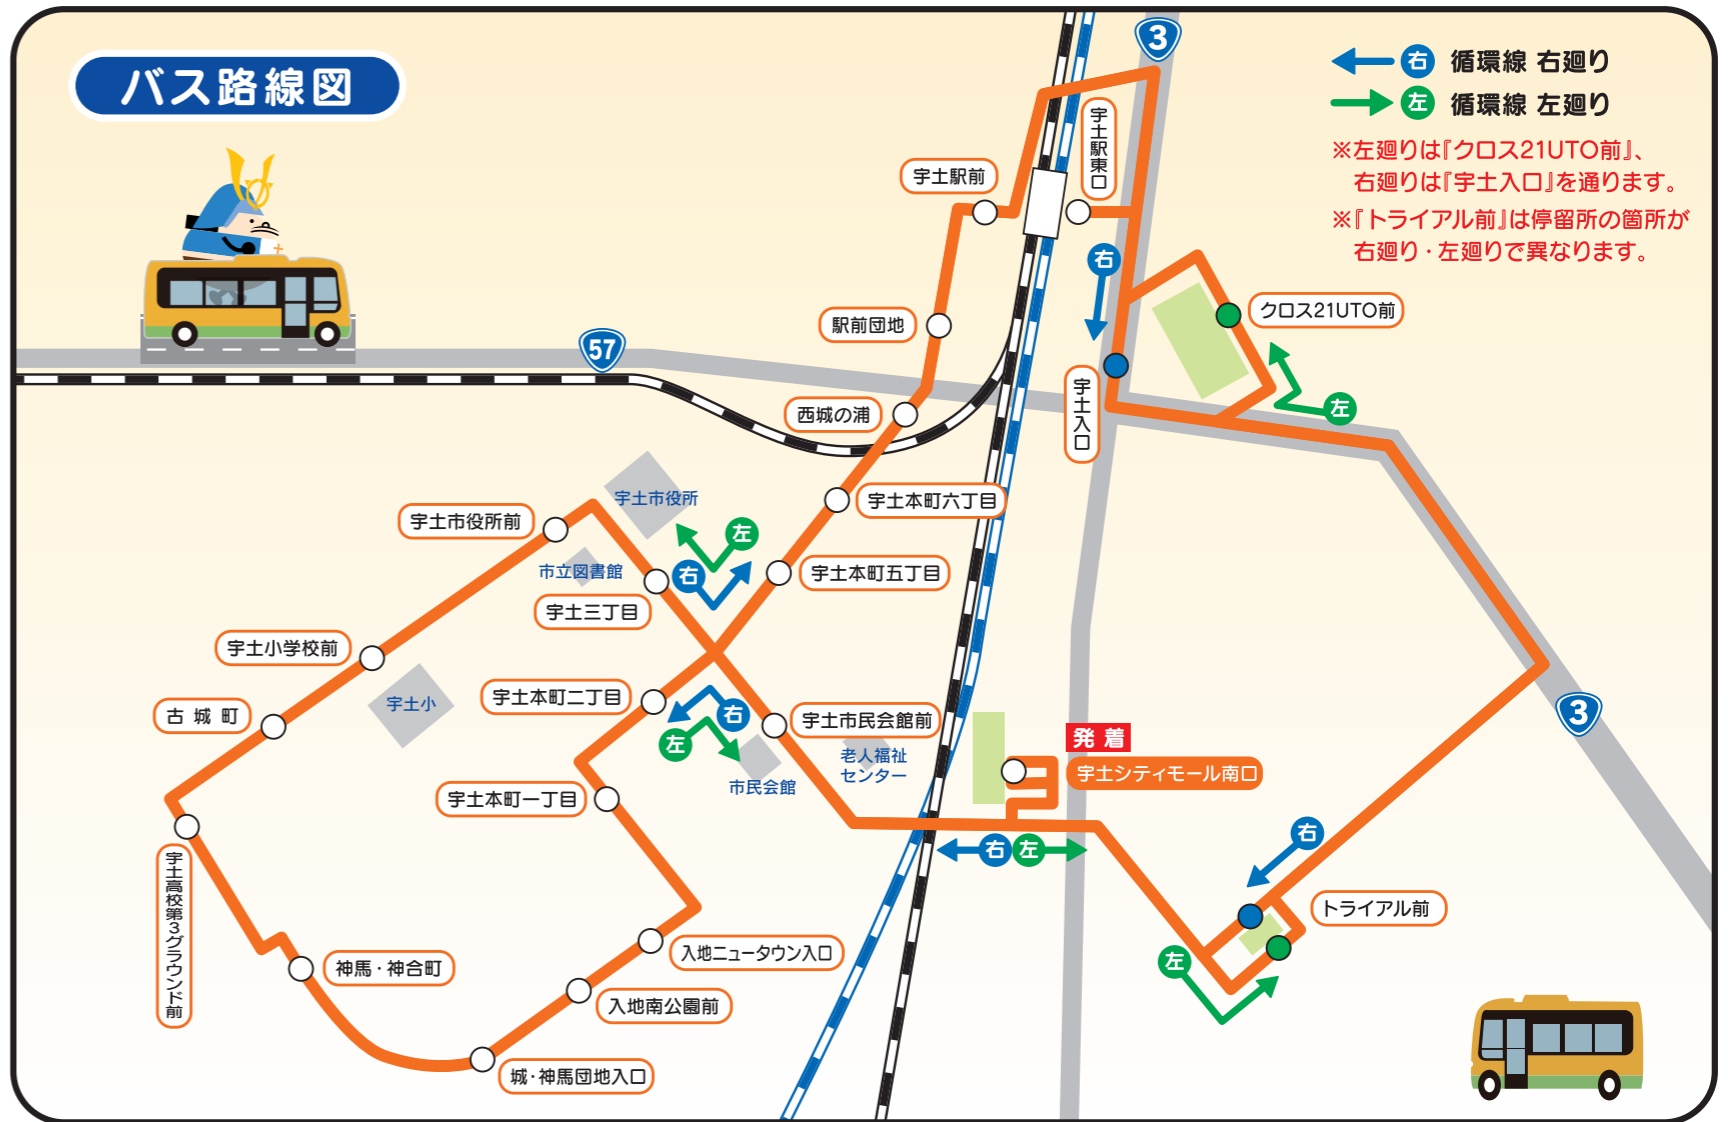 バス路線図
3
右 循環線 右廻り
左 循環線 左廻り
※左廻りは『クロス21UTO前』、
右廻りは『宇土入口』を通ります。
※『トライアル前』は停留所の箇所が
右廻り・左廻りで異なります。
宇土駅東口
宇土駅前
右
クロス21UTO前
駅前団地
57
宇土入口
左
西城の浦
宇土市役所
宇土本町六丁目
宇土市役所前
左
市立図書館
右
宇土本町五丁目
宇土三丁目
宇土小学校前
宇土本町二丁目
宇土小
古城町
右
宇土市民会館前
3
左
発着
老人福祉
センター
宇土シティモール南口
市民会館
宇土本町一丁目
右
右 左
宇土高校第3グラウンド前
トライアル前
入地ニュータウン入口
左
神馬・神合町
入地南公園前
城・神馬団地入口